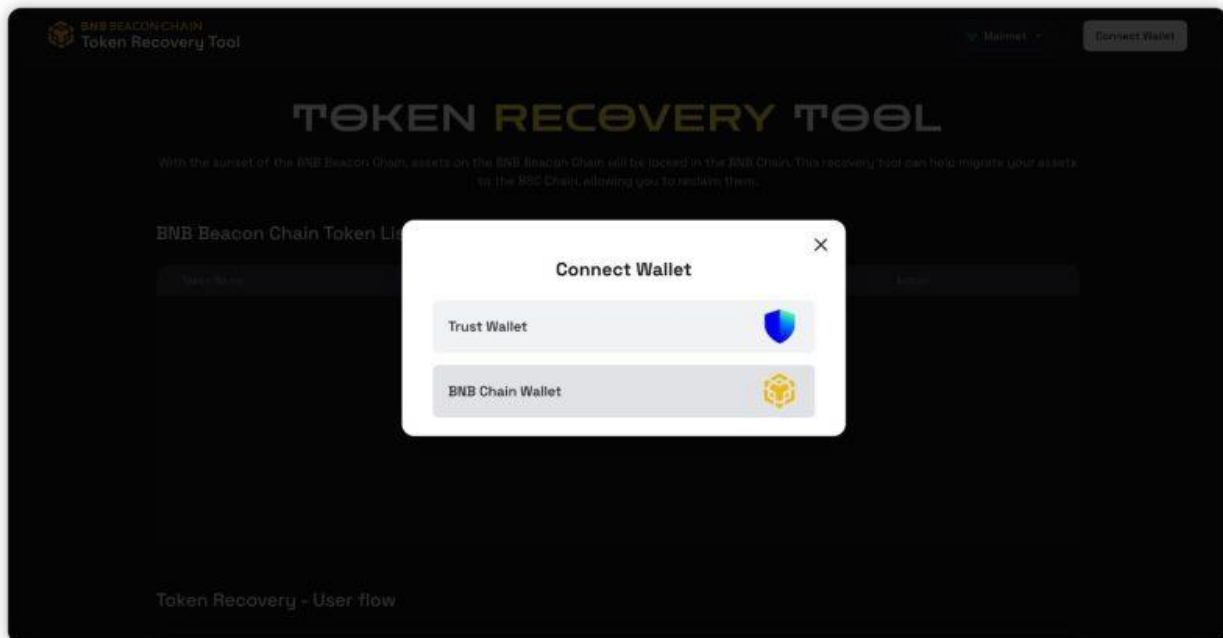 BNB BEACON CHAIN
Token Recovery Tool
Mainnet
Connect Wallet
TOKEN RECOVERY TOOL
With the sunset of the BNB Beacon Chain, assets on the BNB Beacon Chain will be locked in the BNB Chain. This recovery tool can help migrate your assets
to the BSC Chain, allowing you to reclaim them.
BNB Beacon Chain Token Lis
Token Name
Connect Wallet
Trust Wallet
BNB Chain Wallet
Token Recovery - User flow